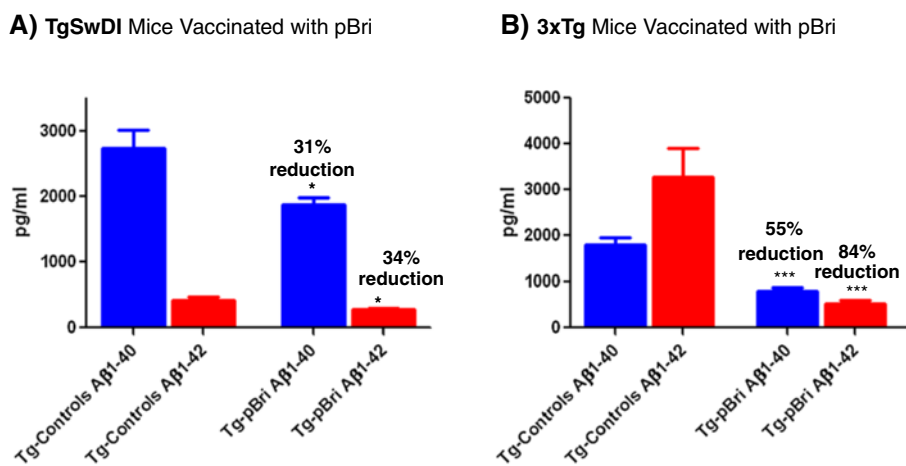 A) TgSwDI Mice Vaccinated with pBri
pg/ml
3000
2000
1000
0
31%
reduction
*
34%
reduction
*
Tg-Controls Aβ1-40
Tg-Controls Aβ1-42
Tg-pBri Aβ1-40
Tg-pBri Aβ1-42
B) 3xTg Mice Vaccinated with pBri
pg/ml
5000
4000
3000
2000
1000
0
55%
reduction
***
84%
reduction
***
Tg-Controls Aβ1-40
Tg-Controls Aβ1-42
Tg-pBri Aβ1-40
Tg-pBri Aβ1-42